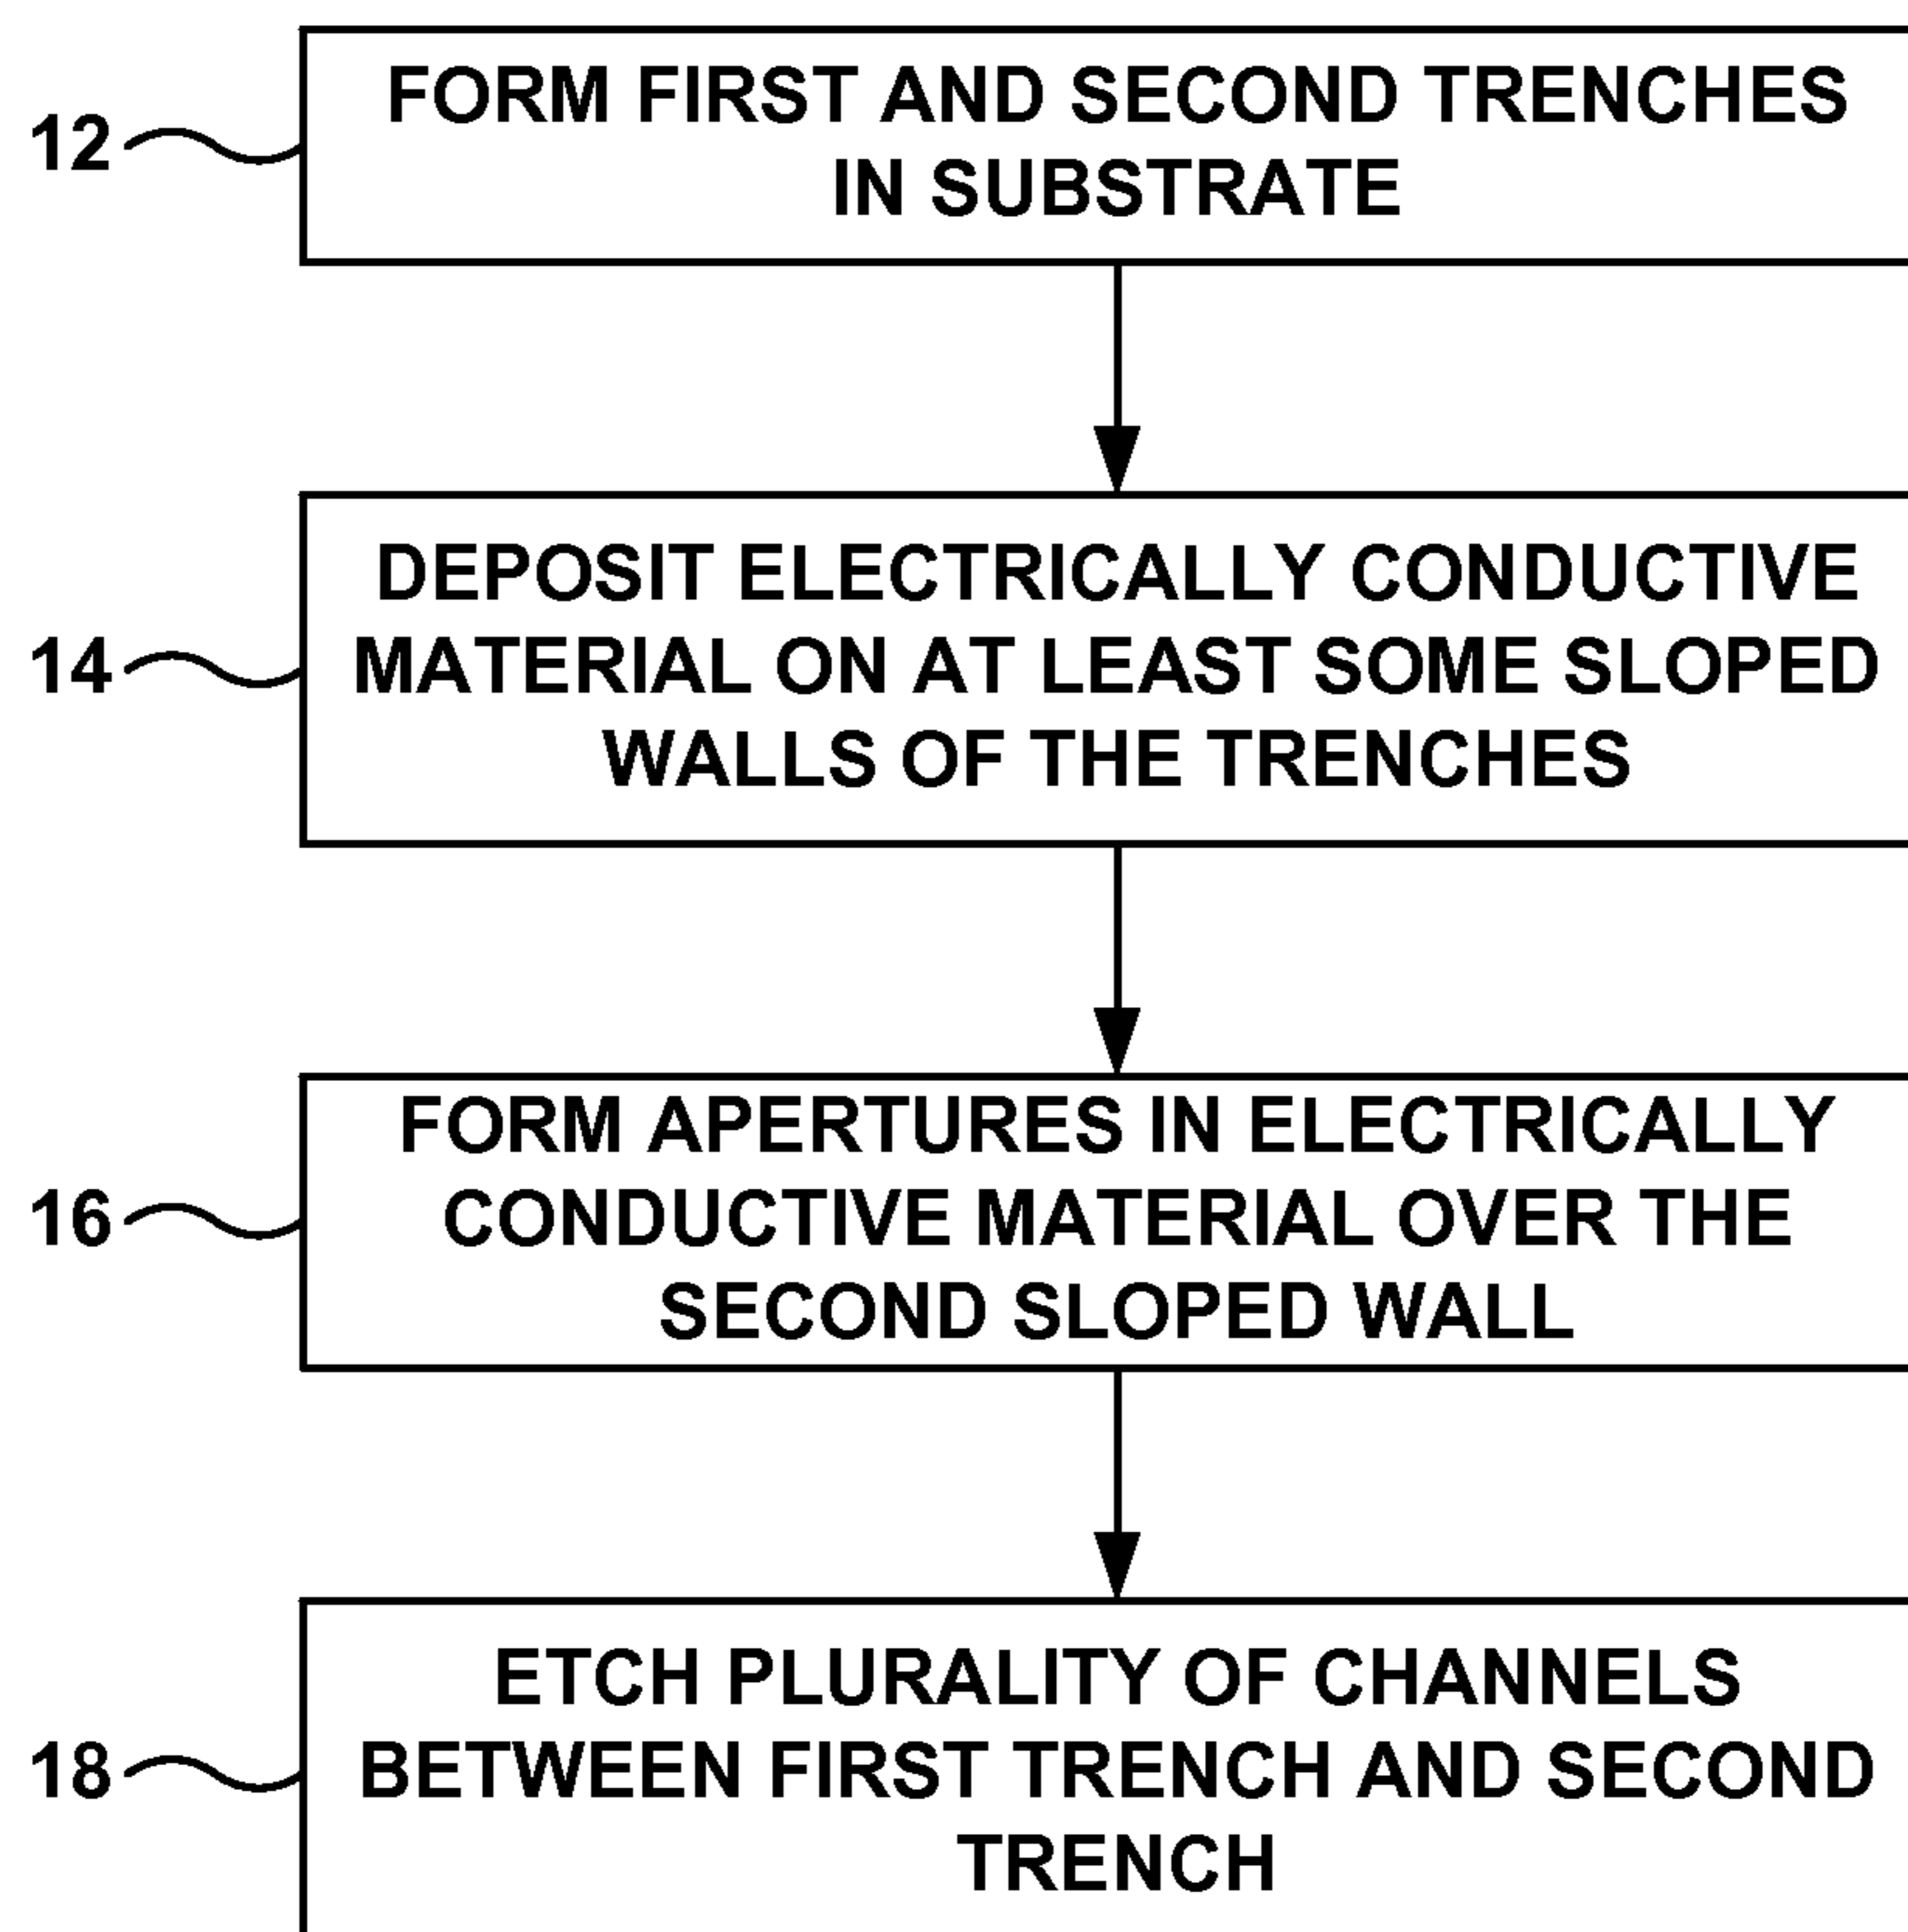 12
FORM FIRST AND SECOND TRENCHES
IN SUBSTRATE
14
DEPOSIT ELECTRICALLY CONDUCTIVE
MATERIAL ON AT LEAST SOME SLOPED
WALLS OF THE TRENCHES
16
FORM APERTURES IN ELECTRICALLY
CONDUCTIVE MATERIAL OVER THE
SECOND SLOPED WALL
18
ETCH PLURALITY OF CHANNELS
BETWEEN FIRST TRENCH AND SECOND
TRENCH